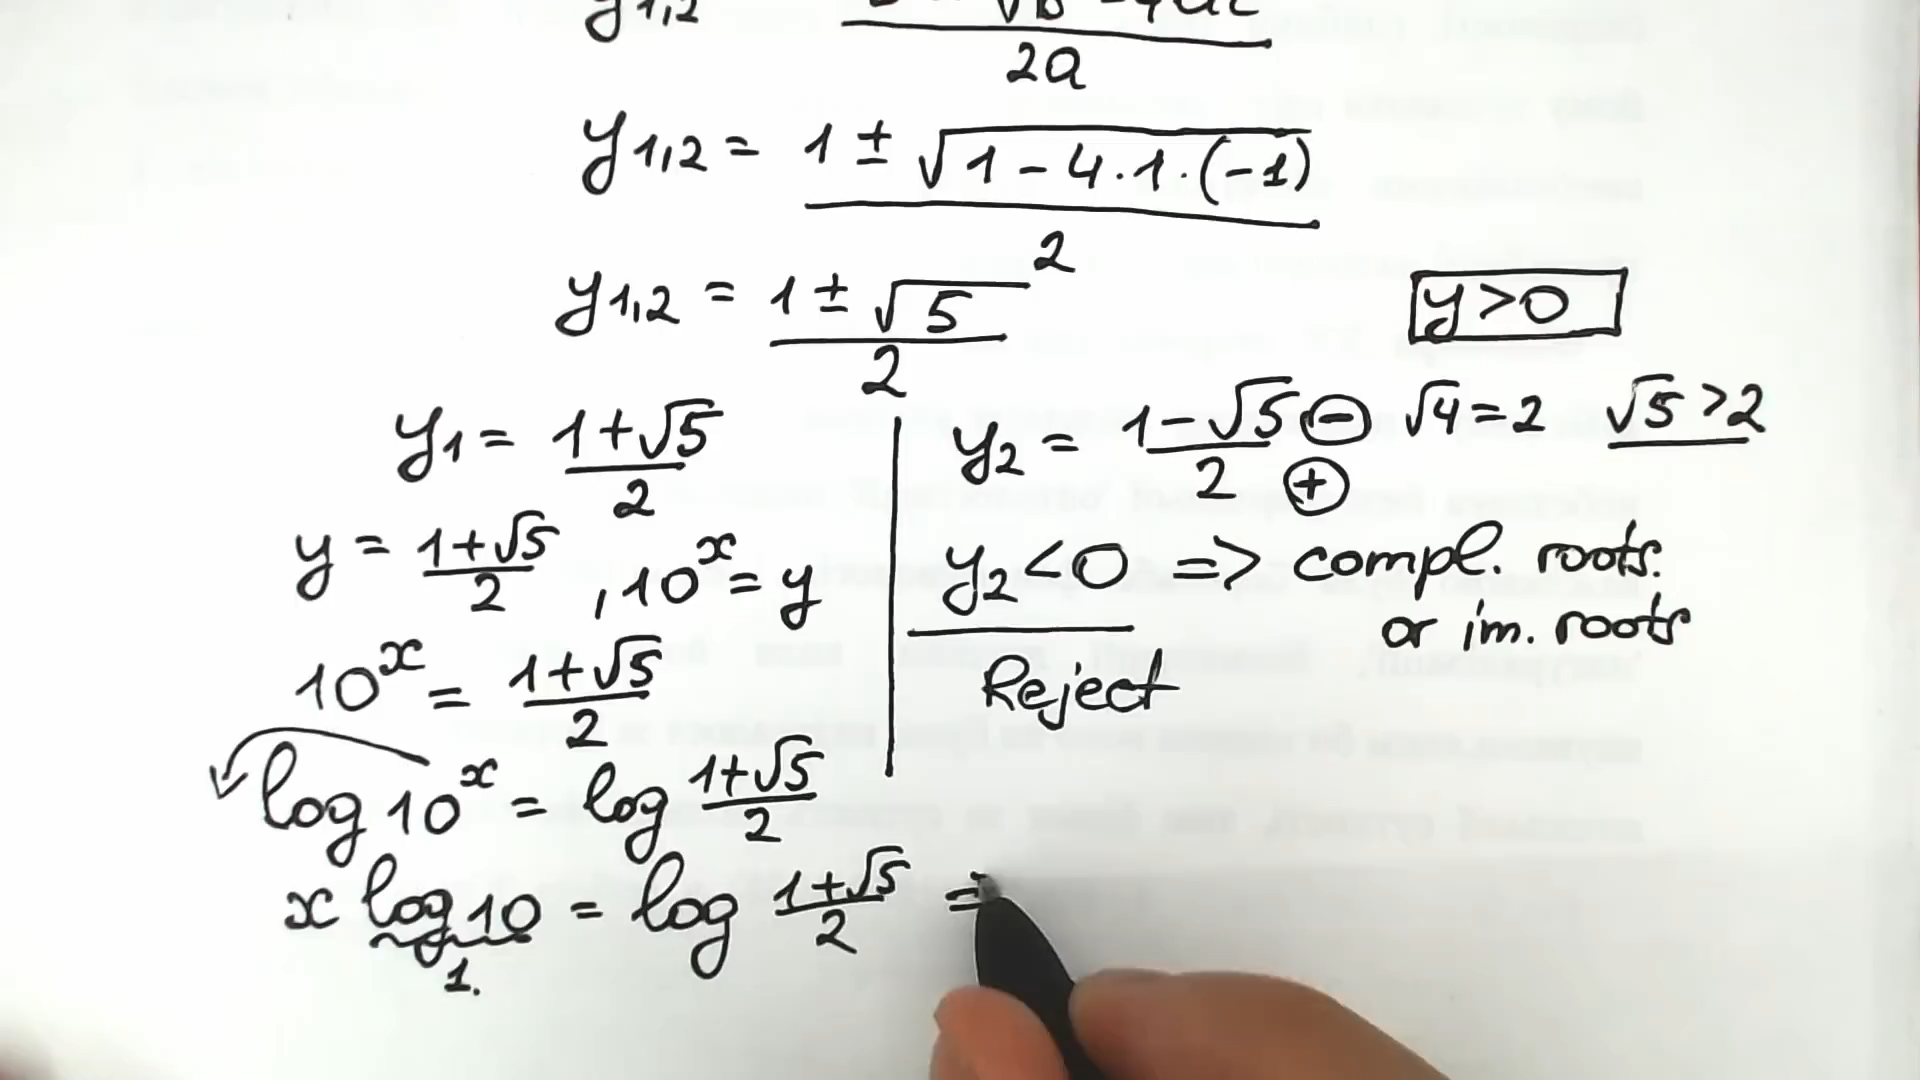 y1,2
2a
y1,2 = (1 ± √(1 - 4·1·(-1)))/2
y1,2 = (1 ± √5)/2
y>0
y1 = (1+√5)/2
y = (1+√5)/2 , 10^x = y
10^x = (1+√5)/2
log 10^x = log (1+√5)/2
x log 10 = log (1+√5)/2 =
1.
y2 = (1-√5)/2 ⊖ ⊕ √4=2 √5>2
y2<0 => compl. roots.
or im. roots
Reject